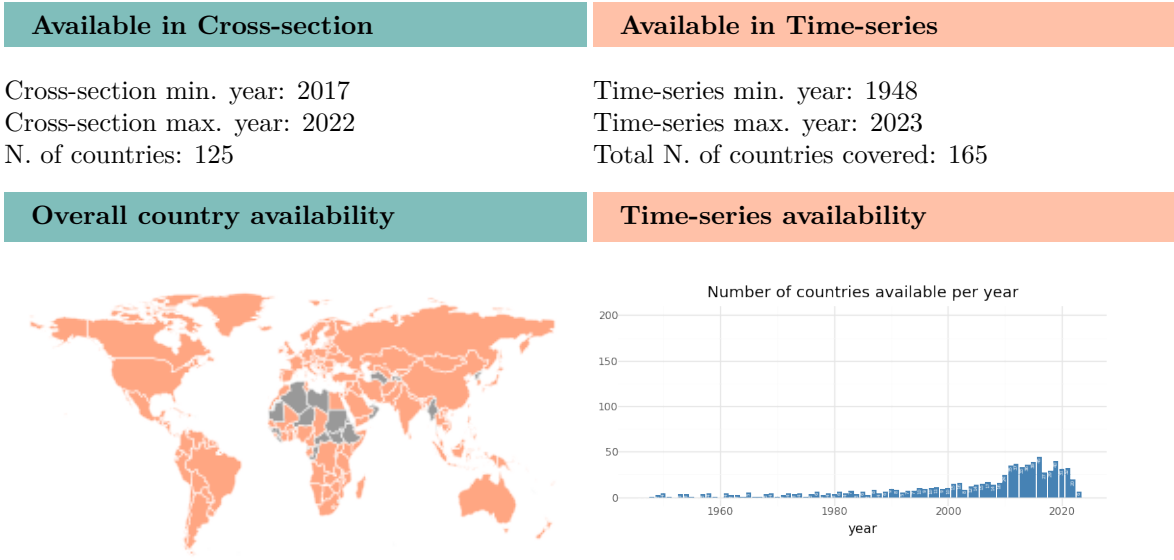 Available in Cross-section
Available in Time-series
Cross-section min. year: 2017
Cross-section max. year: 2022
N. of countries: 125
Time-series min. year: 1948
Time-series max. year: 2023
Total N. of countries covered: 165
Overall country availability
Time-series availability
Number of countries available per year
200
150
100
50
0
1960
1980
2000
2020
year